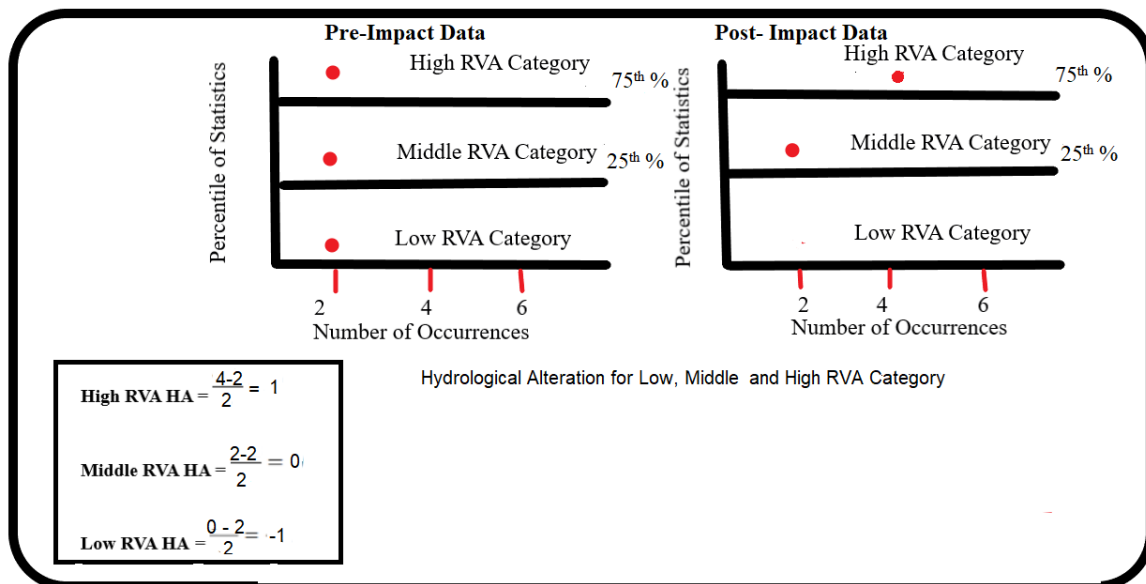 Pre-Impact Data
High RVA Category
75th %
Middle RVA Category
25th %
Low RVA Category
Percentile of Statistics
2 4 6
Number of Occurrences
Post- Impact Data
High RVA Category
75th %
Middle RVA Category
25th %
Low RVA Category
Percentile of Statistics
2 4 6
Number of Occurrences
Hydrological Alteration for Low, Middle and High RVA Category
High RVA HA = 4-2/2 = 1
Middle RVA HA = 2-2/2 = 0
Low RVA HA = 0 - 2/2 = -1